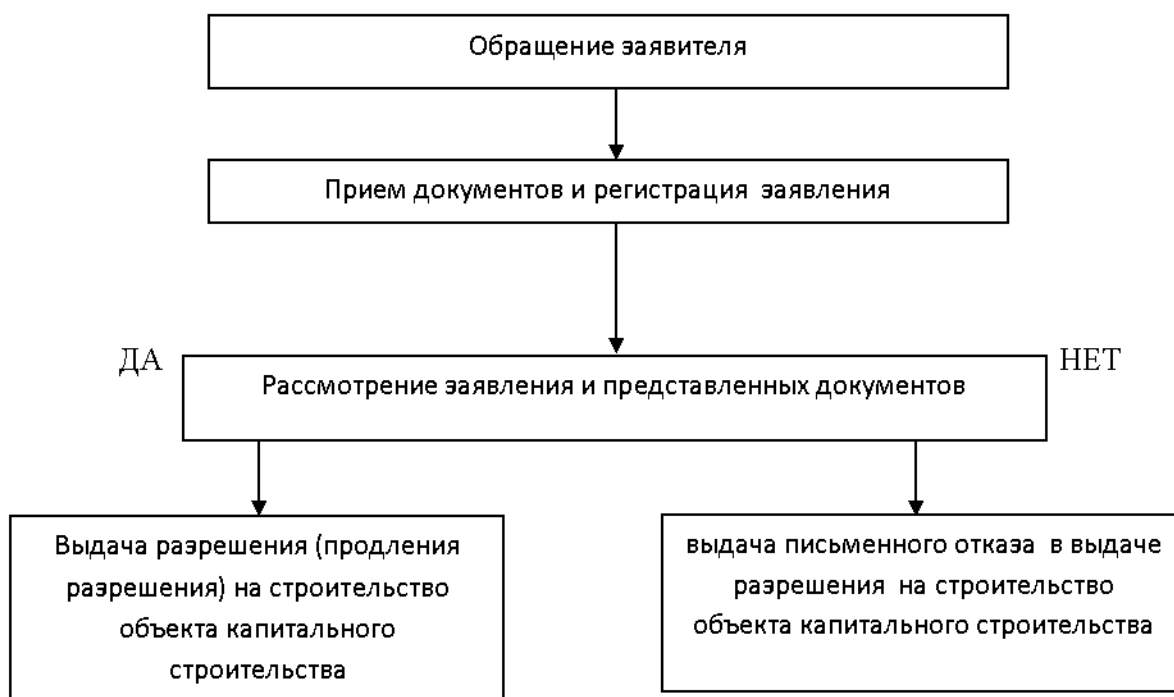 Обращение заявителя
Прием документов и регистрация заявления
ДА
НЕТ
Рассмотрение заявления и представленных документов
Выдача разрешения (продления
разрешения) на строительство
объекта капитального
строительства
выдача письменного отказа в выдаче
разрешения на строительство
объекта капитального строительства